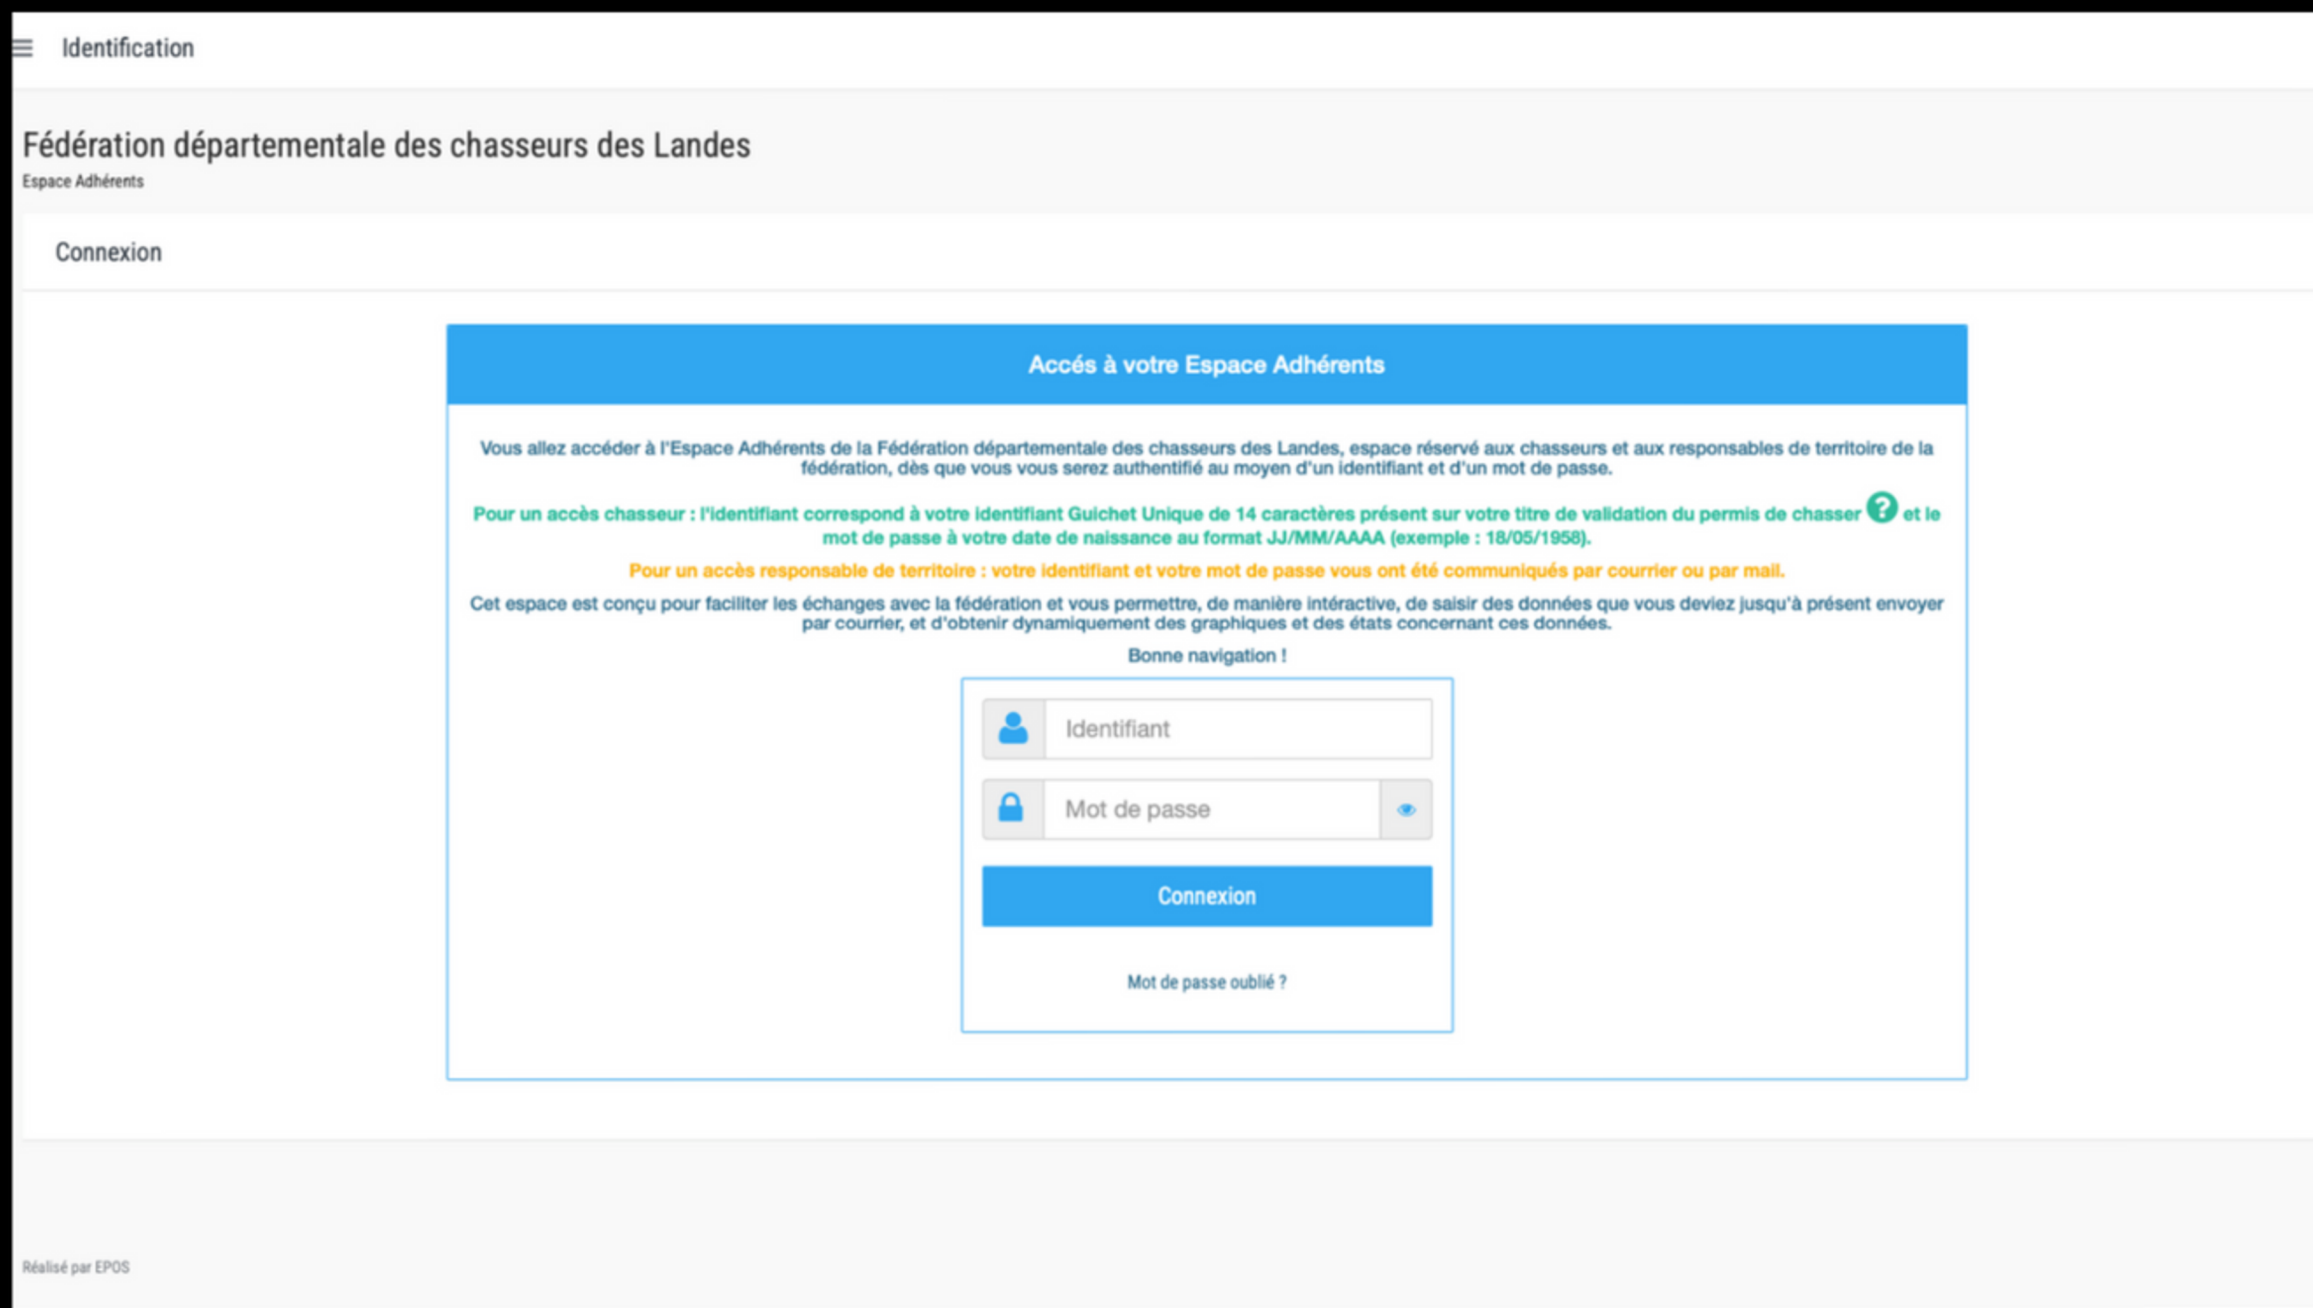 Identification
Fédération départementale des chasseurs des Landes
Espace Adhérents
Connexion
Accés à votre Espace Adhérents
Vous allez accéder à l'Espace Adhérents de la Fédération départementale des chasseurs des Landes, espace réservé aux chasseurs et aux responsables de territoire de la
fédération, dès que vous vous serez authentifié au moyen d'un identifiant et d'un mot de passe.
Pour un accès chasseur : l'identifiant correspond à votre identifiant Guichet Unique de 14 caractères présent sur votre titre de validation du permis de chasser ? et le
mot de passe à votre date de naissance au format JJ/MM/AAAA (exemple : 18/05/1958).
Pour un accès responsable de territoire : votre identifiant et votre mot de passe vous ont été communiqués par courrier ou par mail.
Cet espace est conçu pour faciliter les échanges avec la fédération et vous permettre, de manière intéractive, de saisir des données que vous deviez jusqu'à présent envoyer
par courrier, et d'obtenir dynamiquement des graphiques et des états concernant ces données.
Bonne navigation !
Identifiant
Mot de passe
Connexion
Mot de passe oublié ?
Réalisé par EPOS